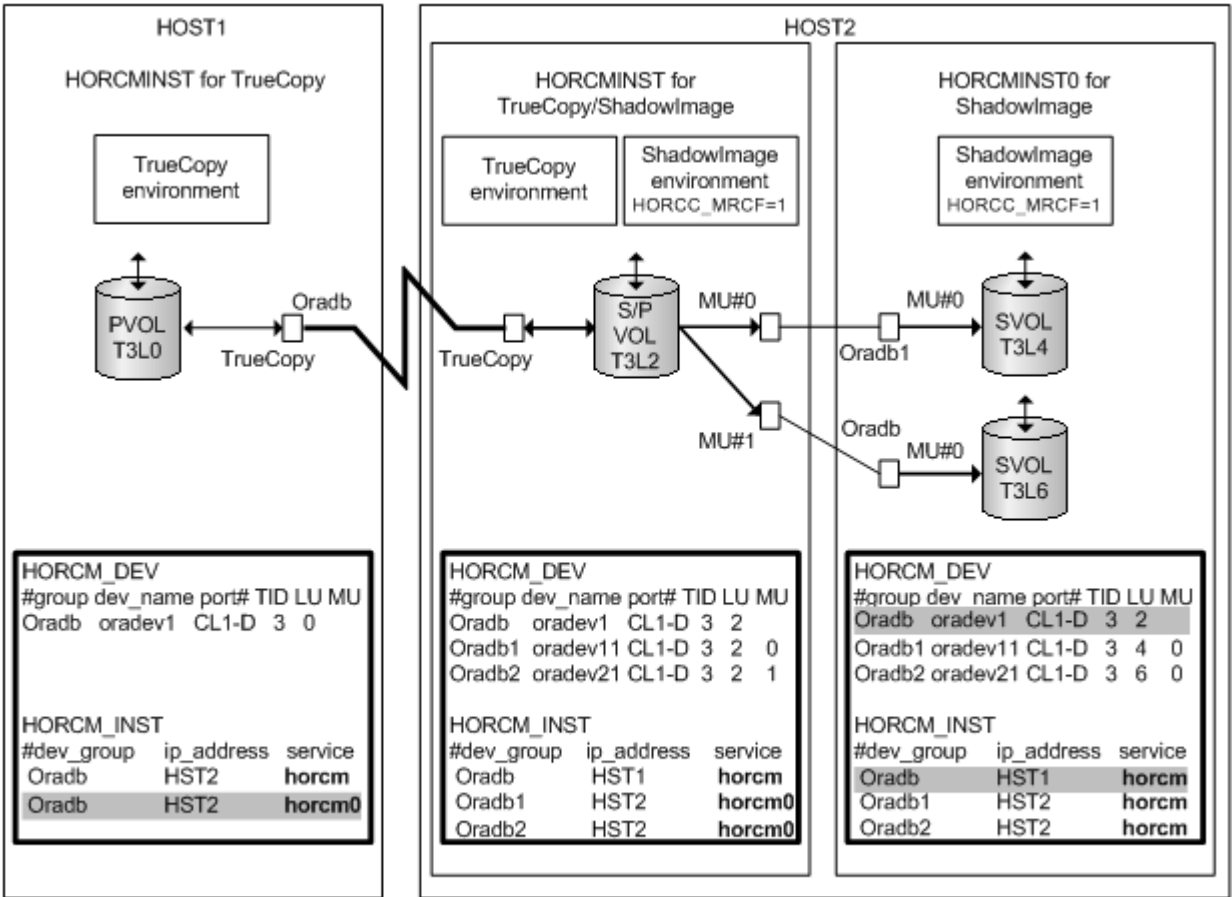 HOST1
HORCMINST for TrueCopy
TrueCopy
environment
PVOL
T3L0
Oradb
TrueCopy
HORCM_DEV
#group dev_name port# TID LU MU
Oradb oradev1 CL1-D 3 0
HORCM_INST
#dev_group ip_address service
Oradb HST2 horcm
Oradb HST2 horcm0
HOST2
HORCMINST for
TrueCopy/ShadowImage
TrueCopy
environment
ShadowImage
environment
HORCC_MRCF=1
TrueCopy
S/P
VOL
T3L2
MU#0
MU#1
HORCM_DEV
#group dev_name port# TID LU MU
Oradb oradev1 CL1-D 3 2
Oradb1 oradev11 CL1-D 3 2 0
Oradb2 oradev21 CL1-D 3 2 1
HORCM_INST
#dev_group ip_address service
Oradb HST1 horcm
Oradb1 HST2 horcm0
Oradb2 HST2 horcm0
HORCMINST0 for
ShadowImage
ShadowImage
environment
HORCC_MRCF=1
MU#0
Oradb1
SVOL
T3L4
Oradb
MU#0
SVOL
T3L6
HORCM_DEV
#group dev_name port# TID LU MU
Oradb oradev1 CL1-D 3 2
Oradb1 oradev11 CL1-D 3 4 0
Oradb2 oradev21 CL1-D 3 6 0
HORCM_INST
#dev_group ip_address service
Oradb HST1 horcm
Oradb1 HST2 horcm
Oradb2 HST2 horcm